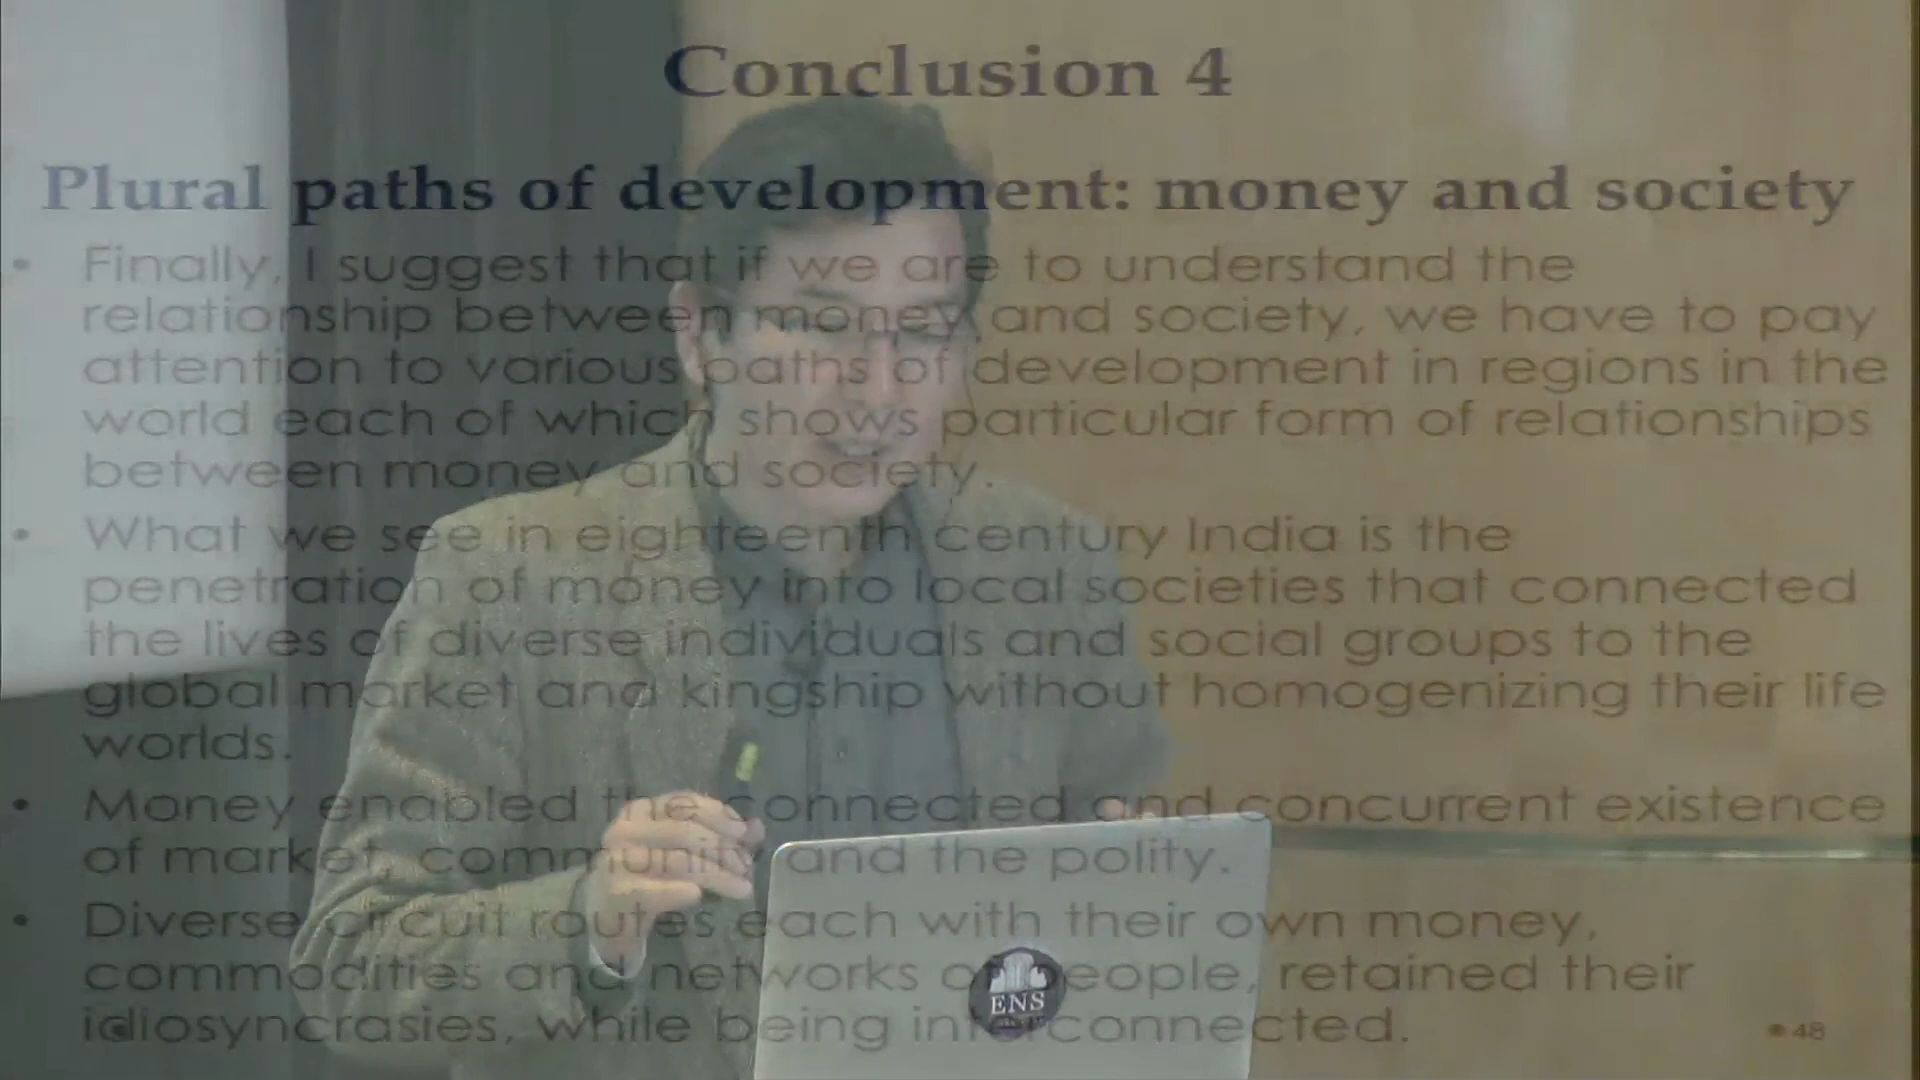 Conclusion 4
Plural paths of development: money and society
• Finally, I suggest that if we are to understand the
relationship between money and society, we have to pay
attention to various paths of development in regions in the
world each of which shows particular form of relationships
between money and society.
• What we see in eighteenth century India is the
penetration of money into local societies that connected
the lives of diverse individuals and social groups to the
global market and kingship without homogenizing their life
worlds.
• Money enabled the connected and concurrent existence
of market, community and the polity.
• Diverse circuit routes each with their own money,
commodities and networks of people, retained their
idiosyncrasies, while being interconnected.
ENS
48